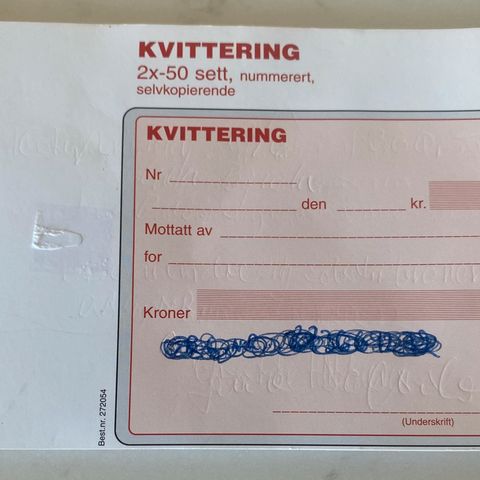 KVITTERING
2x-50 sett, nummerert,
selvkopierende
KVITTERING
Nr
den kr.
Mottatt av
for
Kroner
(Underskrift)
Best.nr. 272054